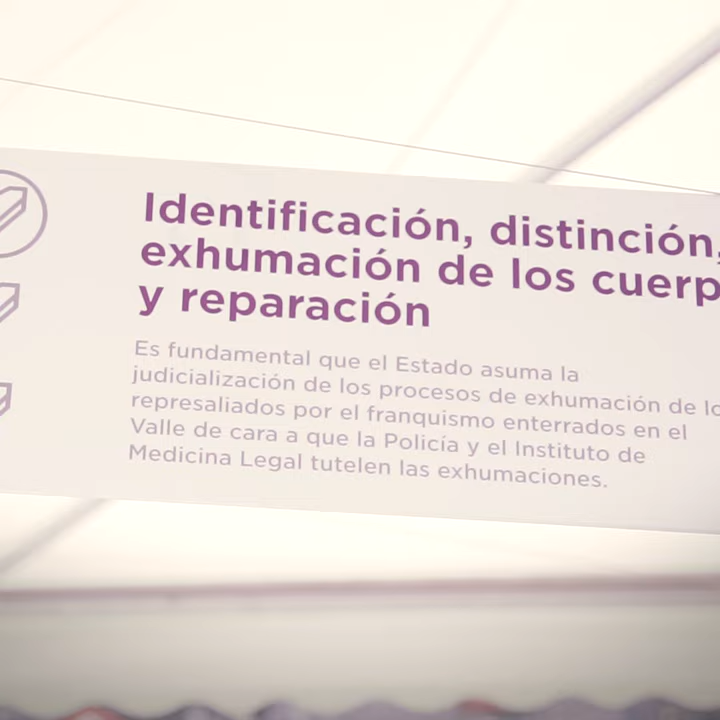 Identificación, distinción,
exhumación de los cuerp
y reparación
Es fundamental que el Estado asuma la
judicialización de los procesos de exhumación de lo
represaliados por el franquismo enterrados en el
Valle de cara a que la Policía y el Instituto de
Medicina Legal tutelen las exhumaciones.